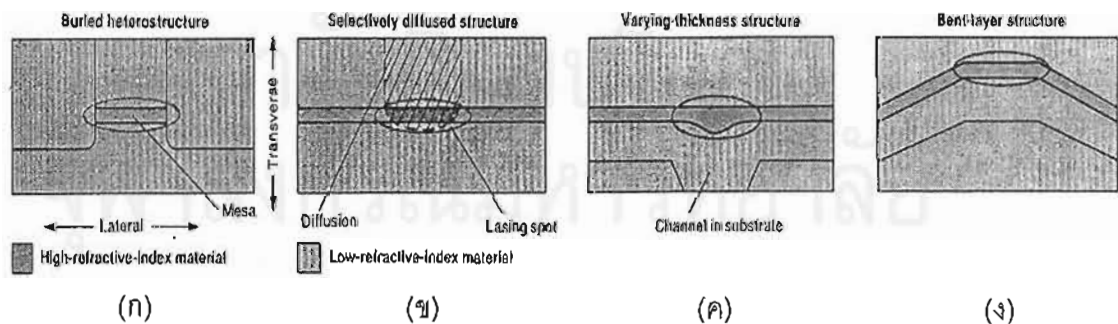 Buried heterostructure
Selectively diffused structure
Varying-thickness structure
Bent-layer structure
Transverse
Mesa
Lateral
Diffusion
Lasing spot
Channel in substrate
High-refractive-index material
Low-refractive-index material
(ก)
(ข)
(ค)
(ง)